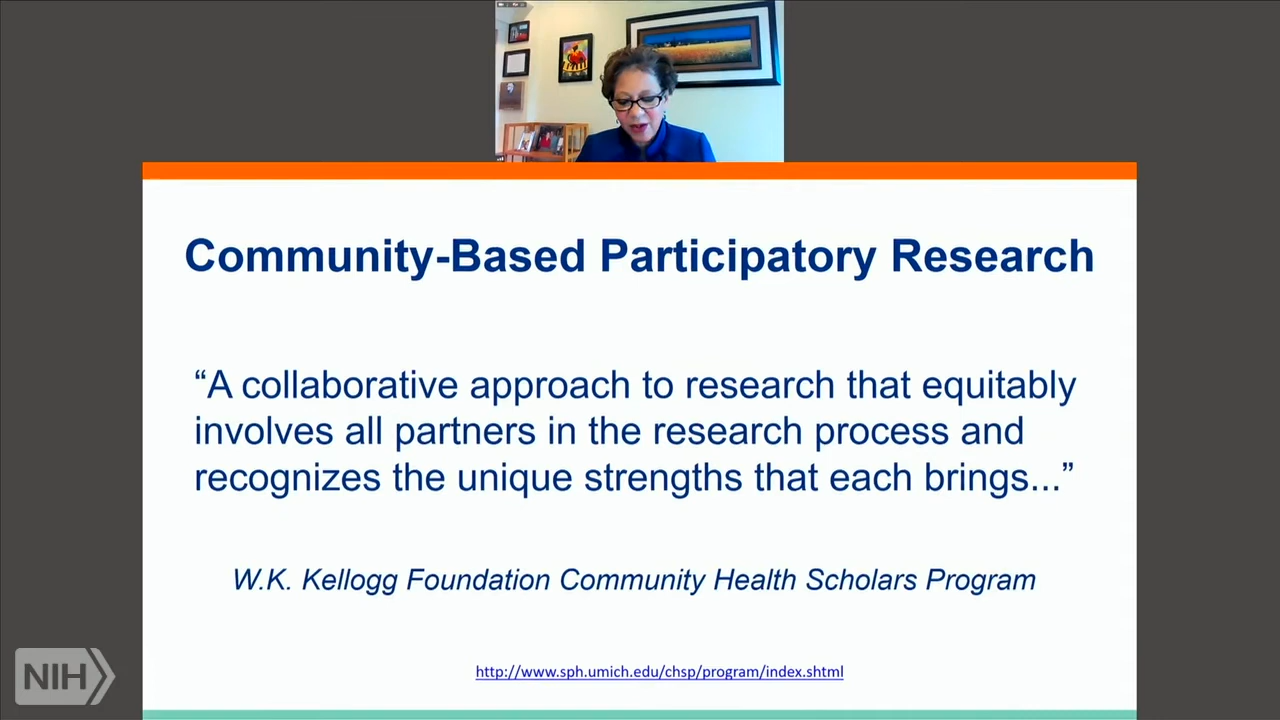 Community-Based Participatory Research
“A collaborative approach to research that equitably
involves all partners in the research process and
recognizes the unique strengths that each brings...”
W.K. Kellogg Foundation Community Health Scholars Program
http://www.sph.umich.edu/chsp/program/index.shtml
NIH